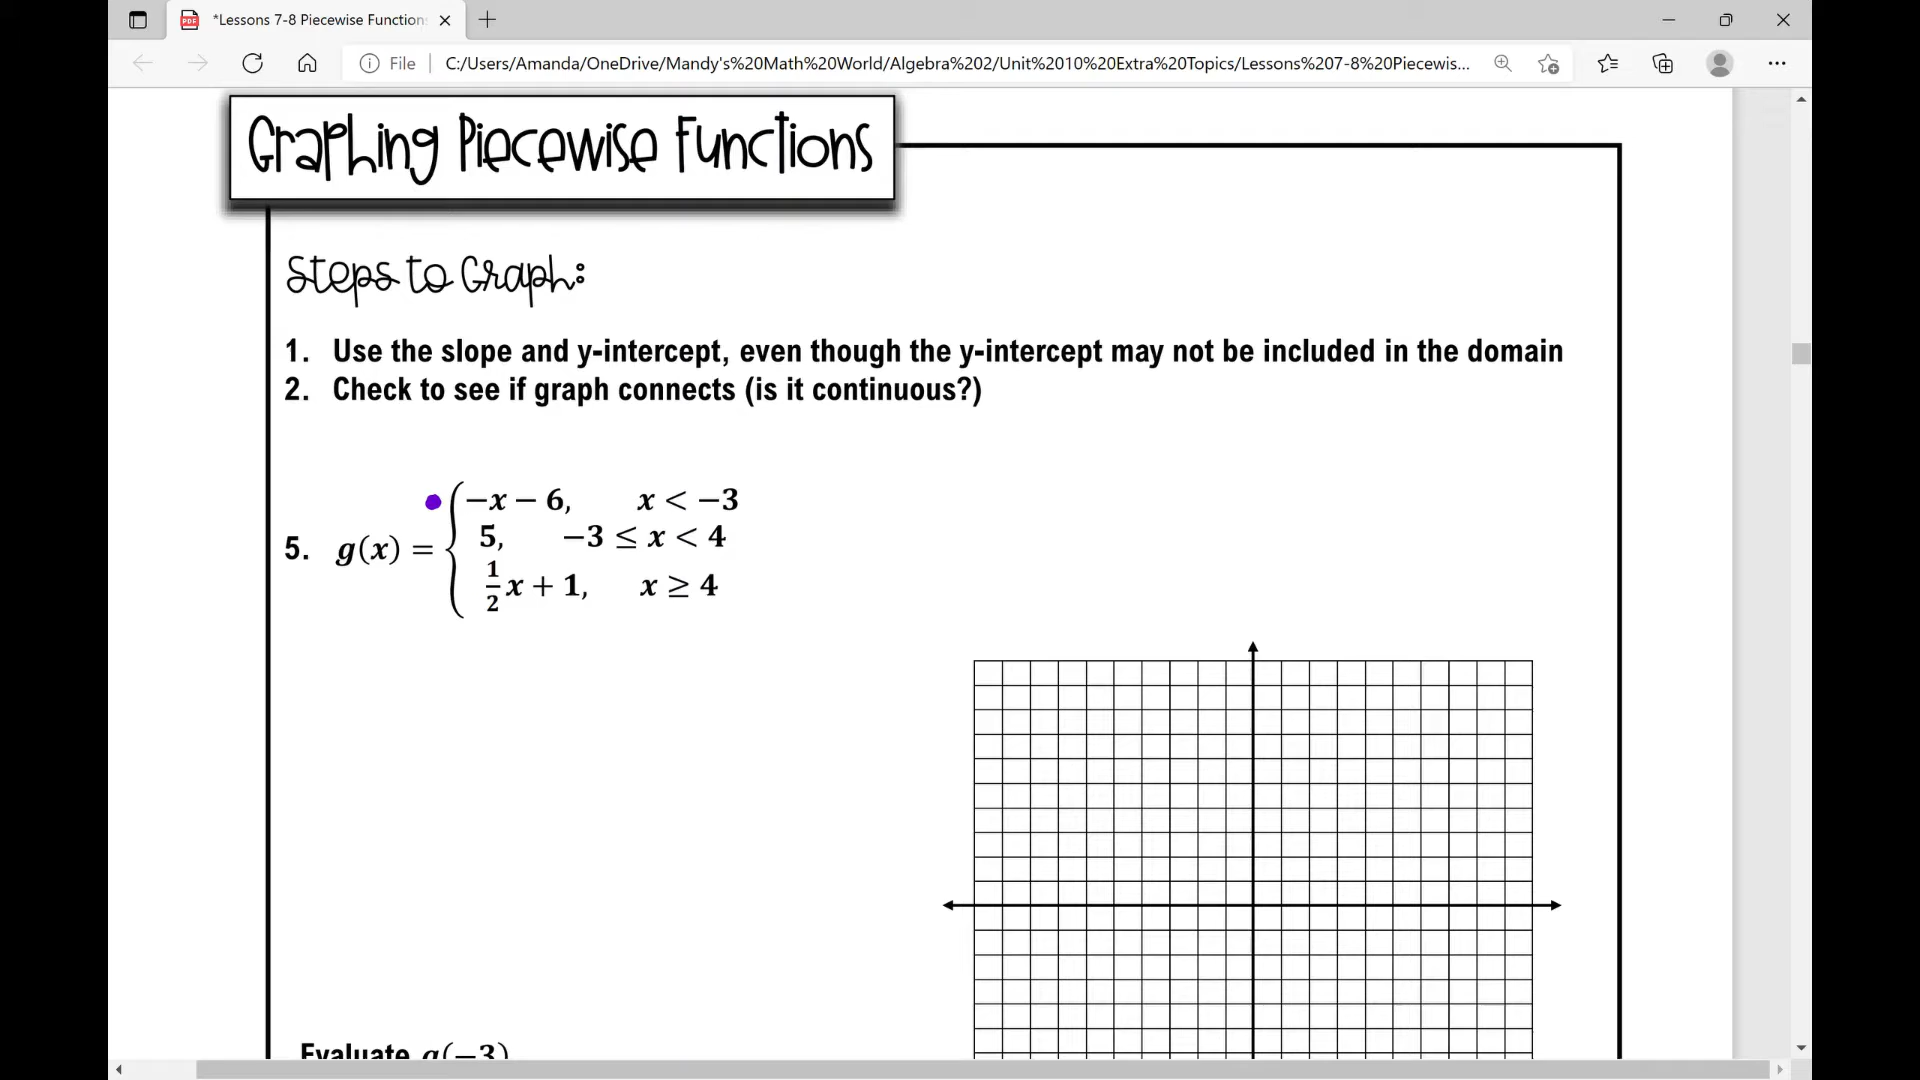 *Lessons 7-8 Piecewise Function
File
C:/Users/Amanda/OneDrive/Mandy's%20Math%20World/Algebra%202/Unit%2010%20Extra%20Topics/Lessons%207-8%20Piecewis...
Graphing Piecewise Functions
Steps to Graph:
1. Use the slope and y-intercept, even though the y-intercept may not be included in the domain
2. Check to see if graph connects (is it continuous?)
−x − 6, x < −3
5. g(x) = { 5, −3 ≤ x < 4
1/2 x + 1, x ≥ 4
Evaluate g(−3)